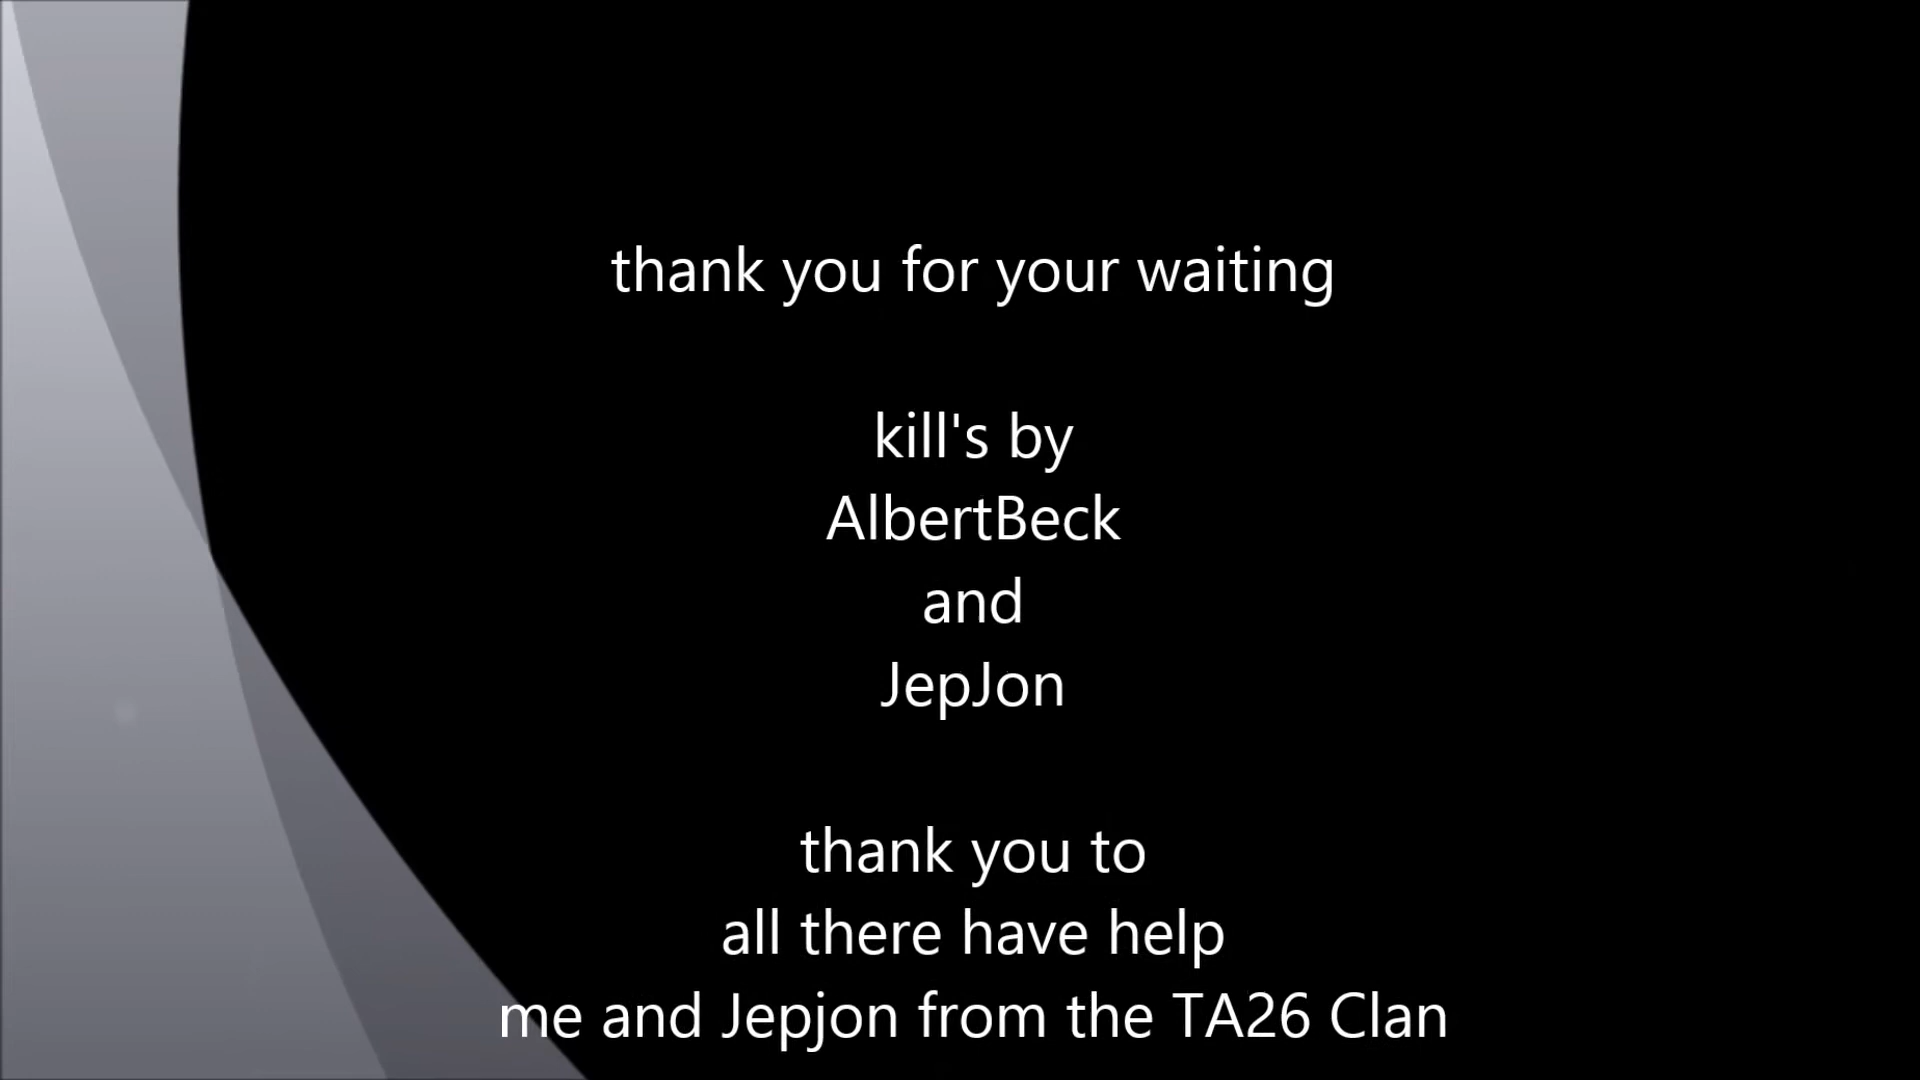 thank you for your waiting
kill's by
AlbertBeck
and
JepJon
thank you to
all there have help
me and Jepjon from the TA26 Clan